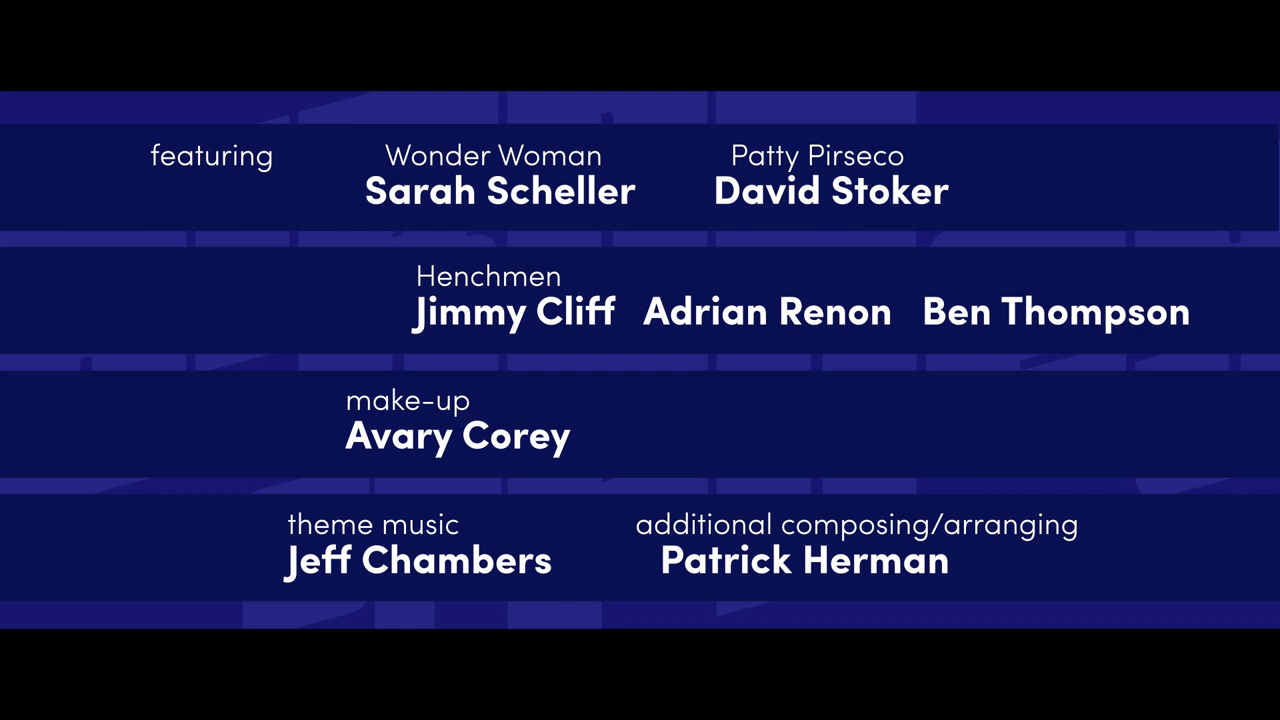 featuring Wonder Woman Patty Pirseco
Sarah Scheller David Stoker
Henchmen
Jimmy Cliff Adrian Renon Ben Thompson
make-up
Avary Corey
theme music additional composing/arranging
Jeff Chambers Patrick Herman